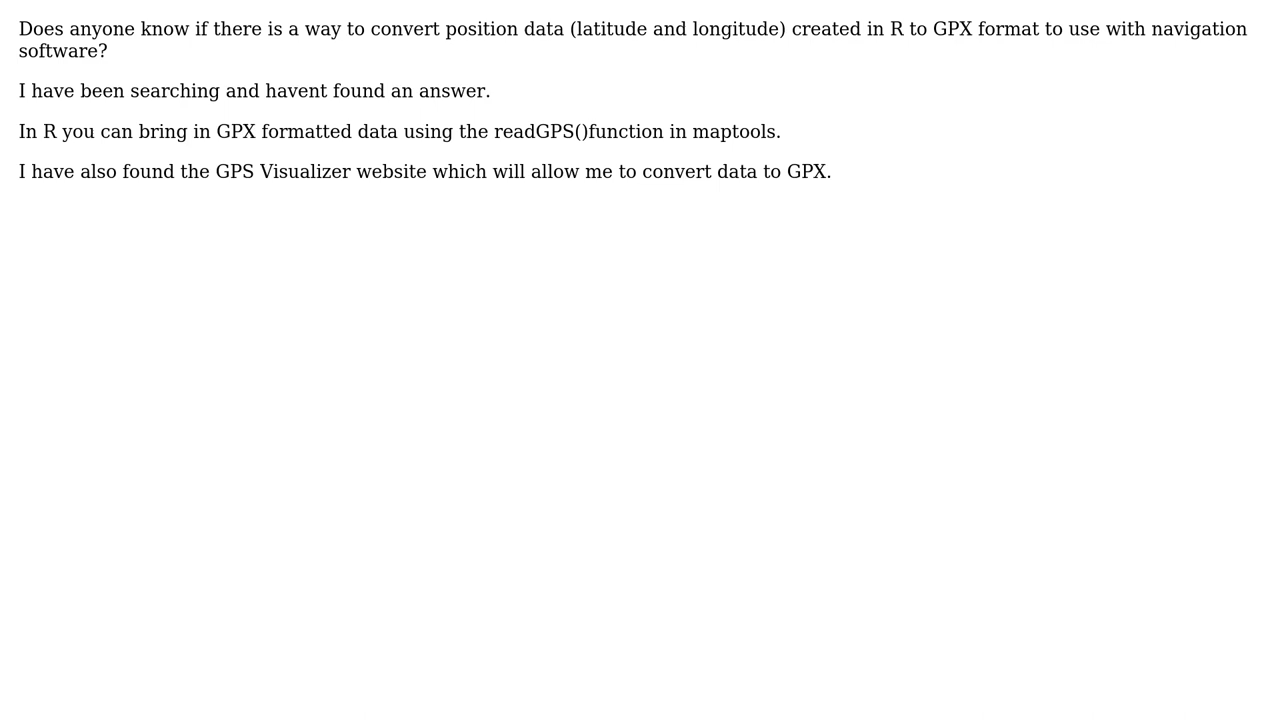 Does anyone know if there is a way to convert position data (latitude and longitude) created in R to GPX format to use with navigation
software?
I have been searching and havent found an answer.
In R you can bring in GPX formatted data using the readGPS()function in maptools.
I have also found the GPS Visualizer website which will allow me to convert data to GPX.